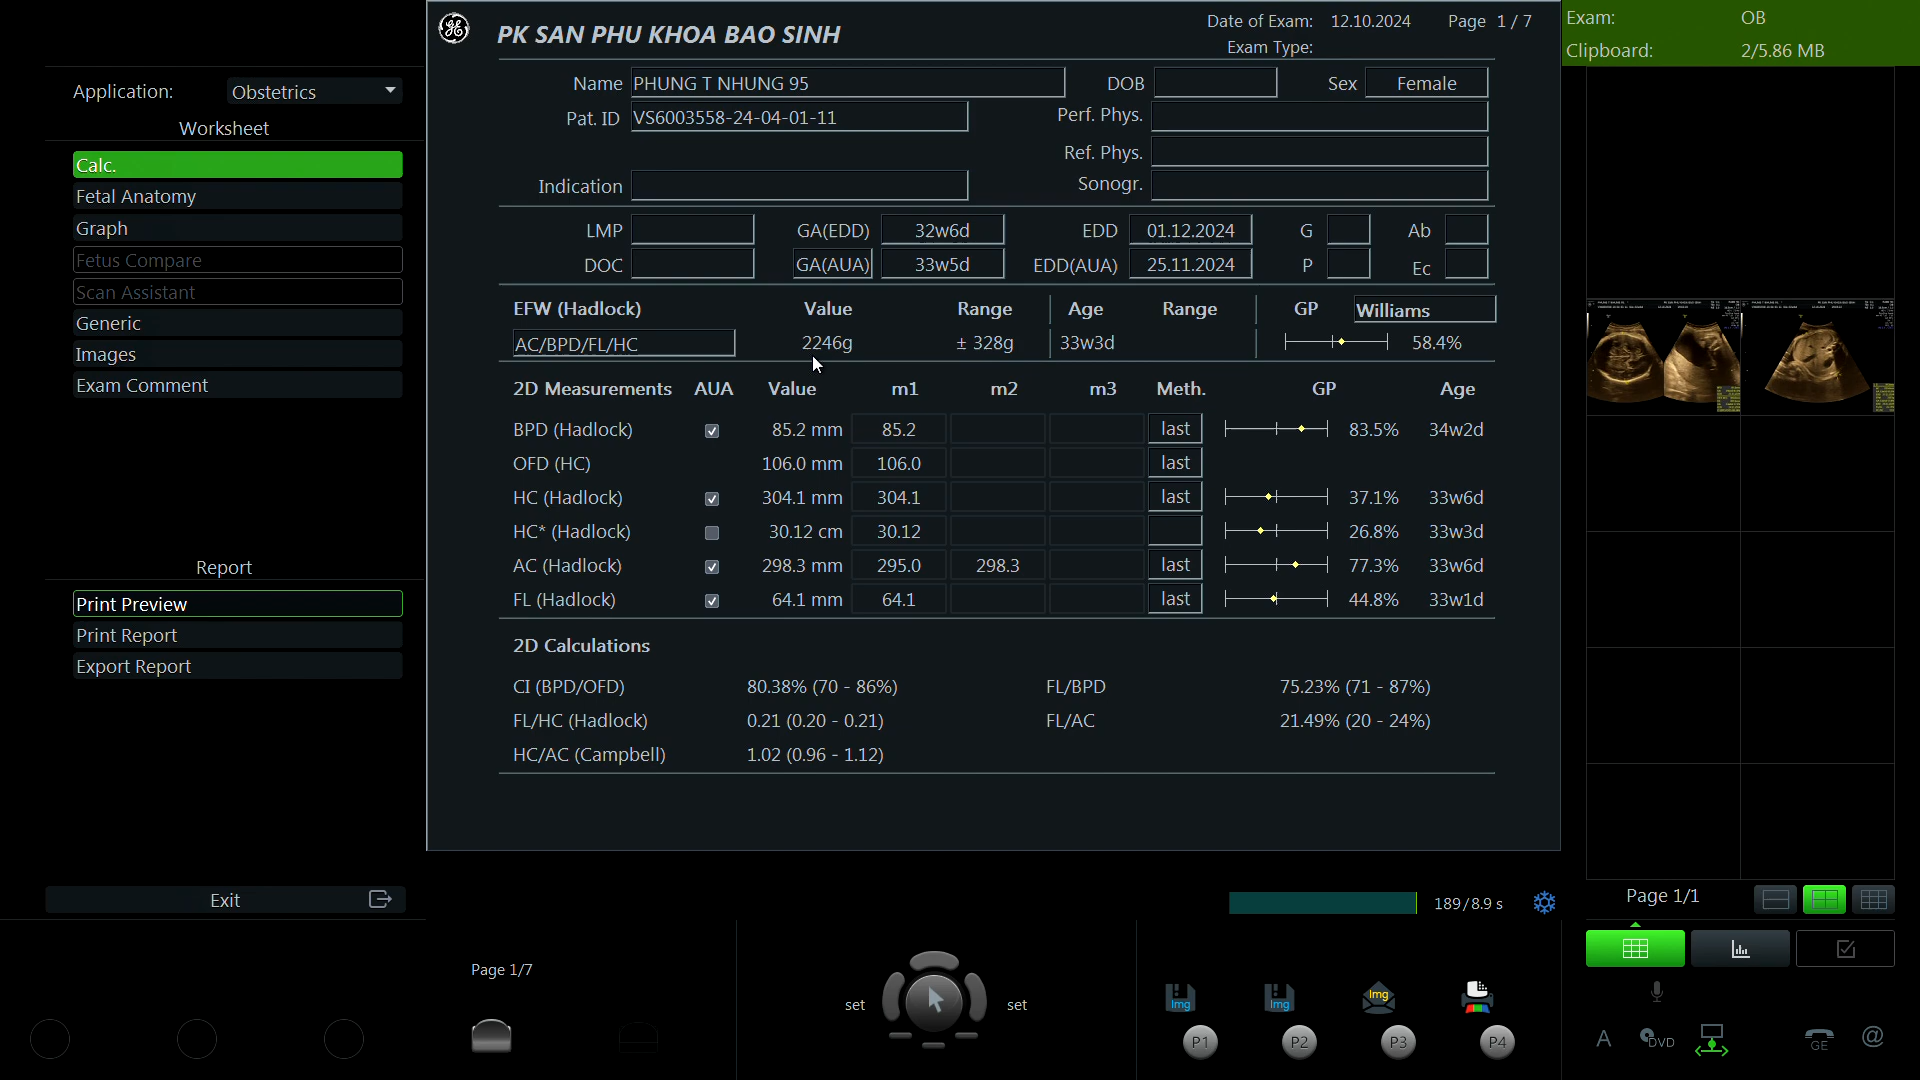 PK SAN PHU KHOA BAO SINH
Date of Exam: 12.10.2024 Page 1 / 7
Exam Type:
Exam: OB
Clipboard: 2/5.86 MB
Application: Obstetrics
Worksheet
Calc.
Fetal Anatomy
Graph
Fetus Compare
Scan Assistant
Generic
Images
Exam Comment
Report
Print Preview
Print Report
Export Report
Exit
Name PHUNG T NHUNG 95 DOB Sex Female
Pat. ID VS6003558-24-04-01-11 Perf. Phys.
Ref. Phys.
Indication Sonogr.
LMP GA(EDD) 32w6d EDD 01.12.2024 G Ab
DOC GA(AUA) 33w5d EDD(AUA) 25.11.2024 P Ec
EFW (Hadlock) Value Range Age Range GP Williams
AC/BPD/FL/HC 2246g ± 328g 33w3d 58.4%
2D Measurements AUA Value m1 m2 m3 Meth. GP Age
BPD (Hadlock) 85.2 mm 85.2 last 83.5% 34w2d
OFD (HC) 106.0 mm 106.0 last
HC (Hadlock) 304.1 mm 304.1 last 37.1% 33w6d
HC* (Hadlock) 30.12 cm 30.12 26.8% 33w3d
AC (Hadlock) 298.3 mm 295.0 298.3 last 77.3% 33w6d
FL (Hadlock) 64.1 mm 64.1 last 44.8% 33w1d
2D Calculations
CI (BPD/OFD) 80.38% (70 - 86%) FL/BPD 75.23% (71 - 87%)
FL/HC (Hadlock) 0.21 (0.20 - 0.21) FL/AC 21.49% (20 - 24%)
HC/AC (Campbell) 1.02 (0.96 - 1.12)
189/8.9 s
Page 1/1
Page 1/7
set set
Img Img Img
P1 P2 P3 P4
A DVD GE @